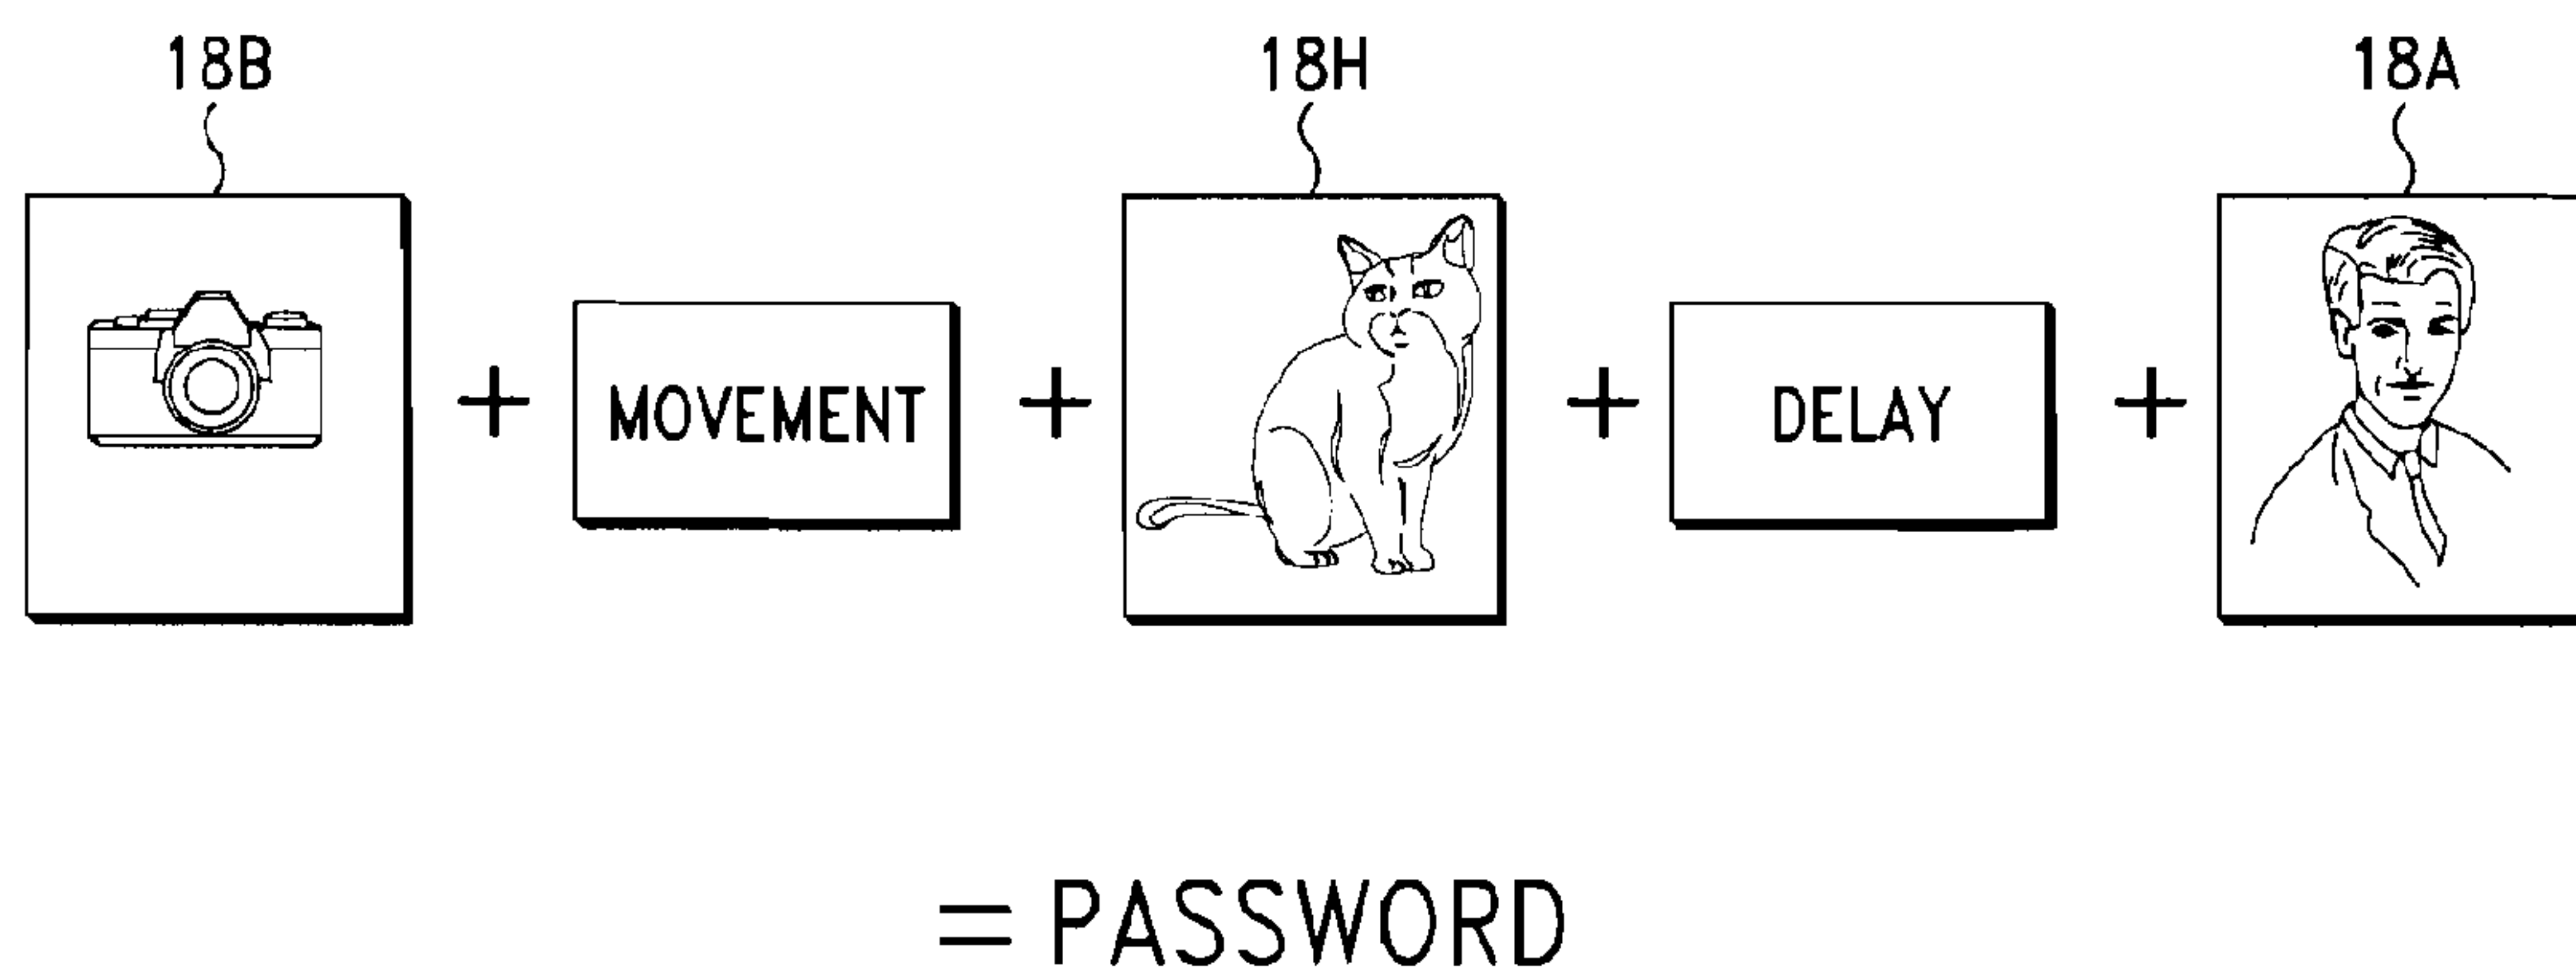 18B 18H 18A
+ MOVEMENT + + DELAY +
= PASSWORD